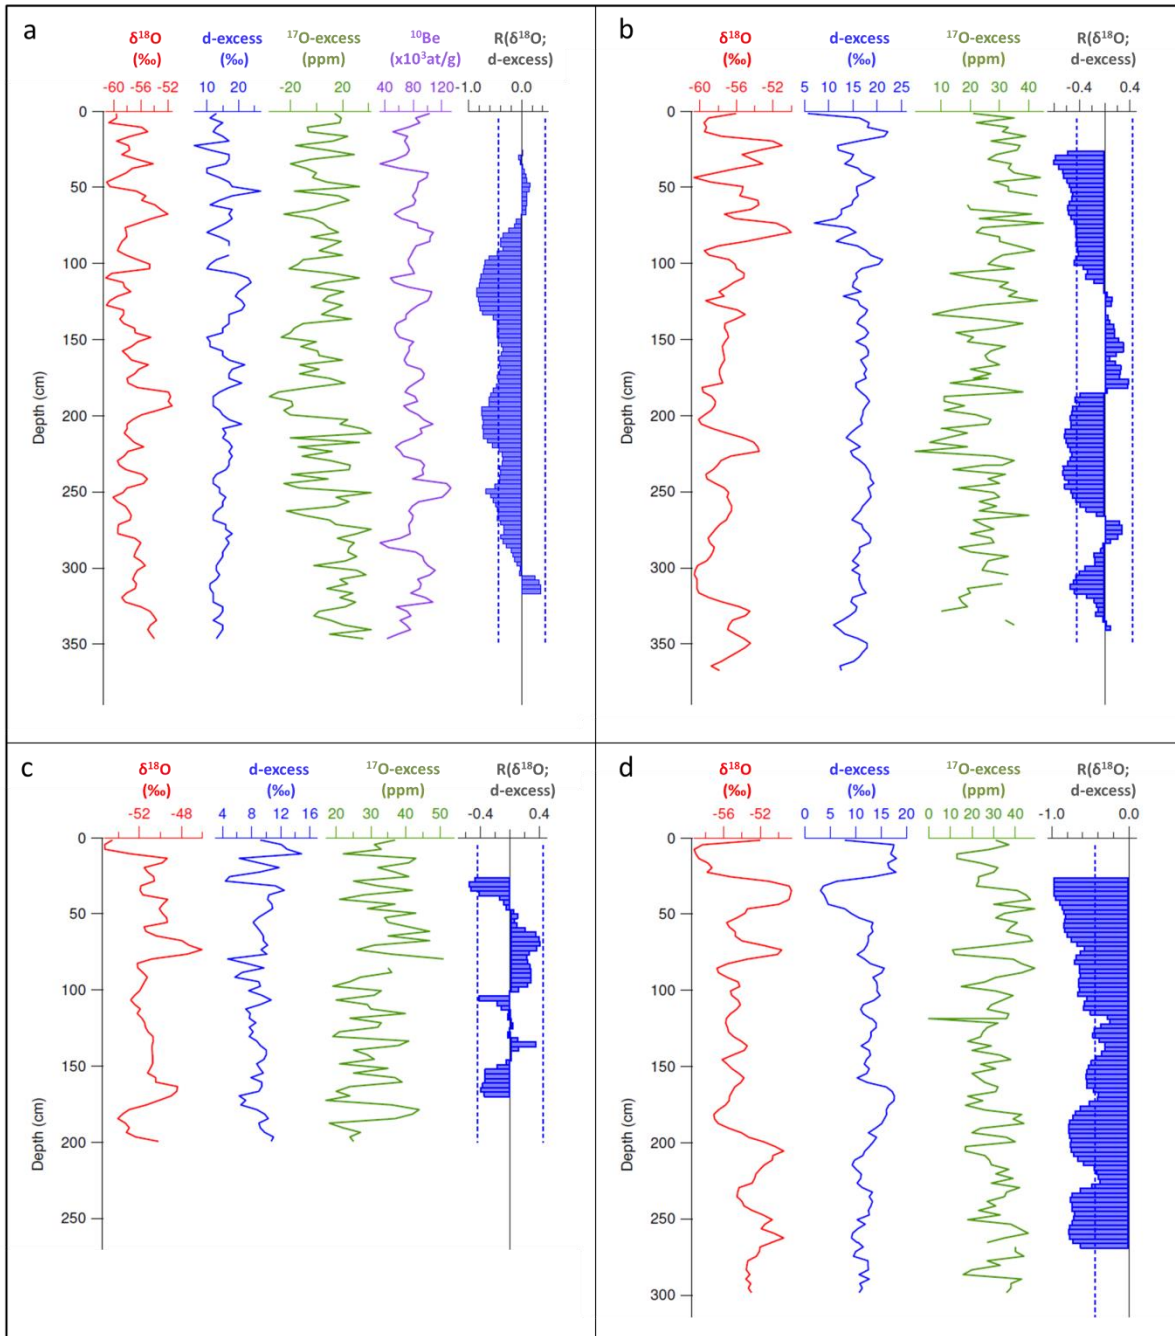 a
δ¹⁸O
(‰)
d-excess
(‰)
¹⁷O-excess
(ppm)
¹⁰Be
(x10³at/g)
R(δ¹⁸O;
d-excess)
-60 -56 -52
10 20
-20 20
40 80 120
-1.0 0.0
0
50
100
150
200
250
300
350
Depth (cm)
b
δ¹⁸O
(‰)
d-excess
(‰)
¹⁷O-excess
(ppm)
R(δ¹⁸O;
d-excess)
-60 -56 -52
5 10 15 20 25
10 20 30 40
-0.4 0.4
0
50
100
150
200
250
300
350
Depth (cm)
c
δ¹⁸O
(‰)
d-excess
(‰)
¹⁷O-excess
(ppm)
R(δ¹⁸O;
d-excess)
-52 -48
4 8 12 16
20 30 40 50
-0.4 0.4
0
50
100
150
200
250
Depth (cm)
d
δ¹⁸O
(‰)
d-excess
(‰)
¹⁷O-excess
(ppm)
R(δ¹⁸O;
d-excess)
-56 -52
0 5 10 15 20
0 10 20 30 40
-1.0 0.0
0
50
100
150
200
250
300
Depth (cm)